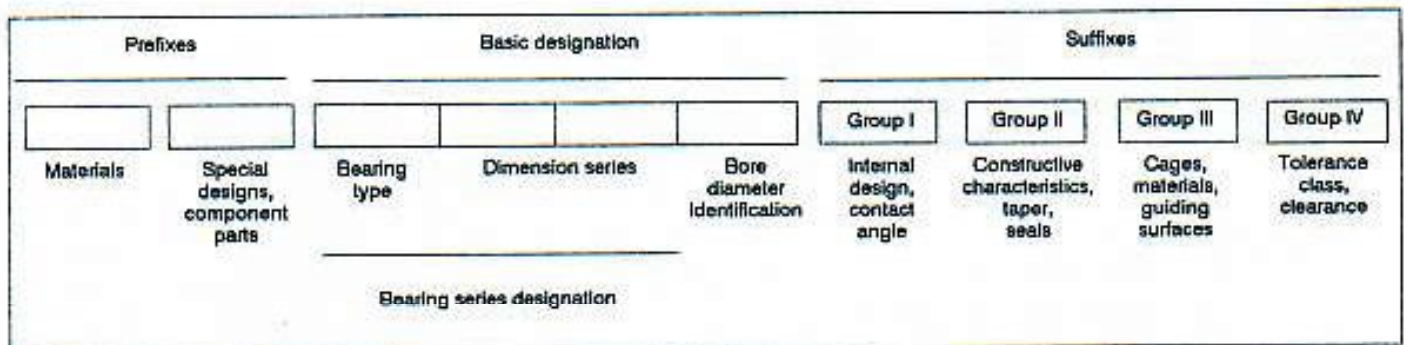 Prefixes
Basic designation
Suffixes
Group I
Group II
Group III
Group IV
Materials
Special
designs,
component
parts
Bearing
type
Dimension series
Bore
diameter
Identification
Internal
design,
contact
angle
Constructive
characteristics,
taper,
seals
Cages,
materials,
guiding
surfaces
Tolerance
class,
clearance
Bearing series designation